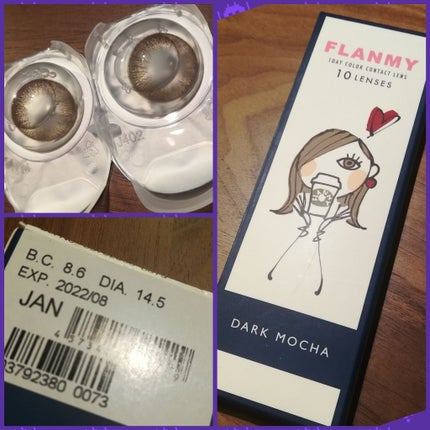 FLANMY
1DAY COLOR CONTACT LENS
10 LENSES
DARK MOCHA
B.C. 8.6 DIA. 14.5
EXP. 2022/08
JAN
03792380 0073